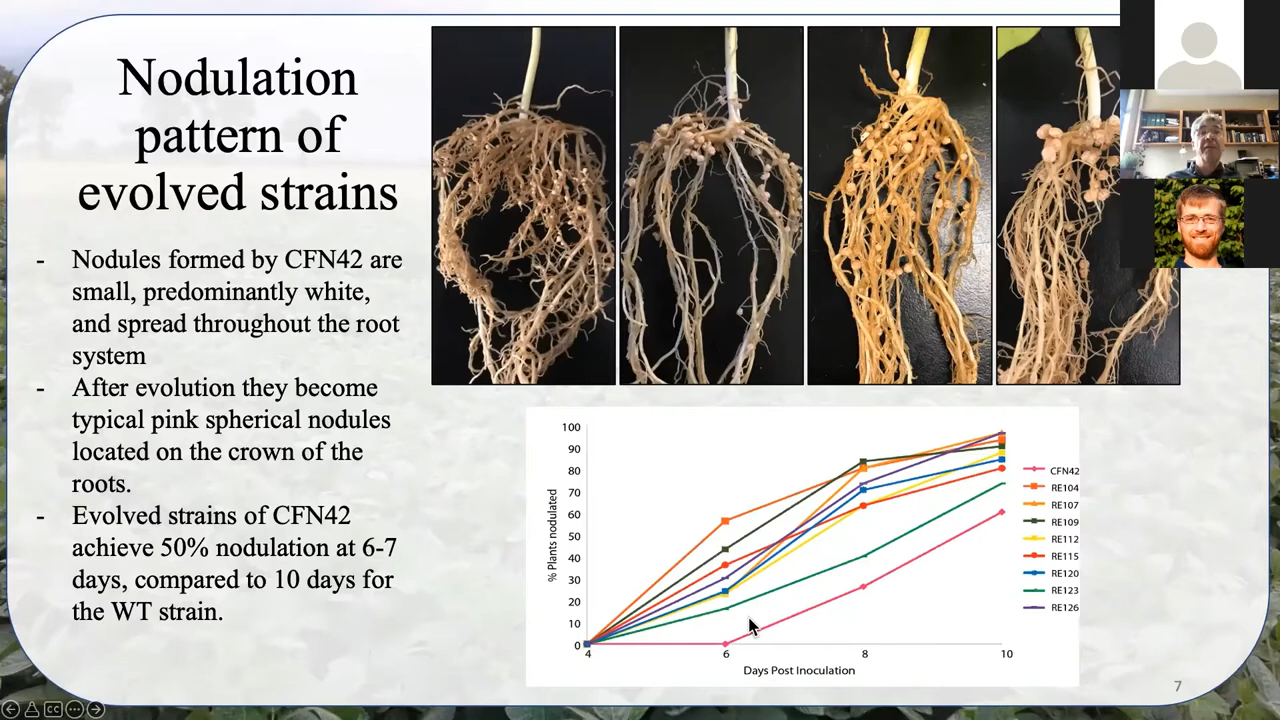 Nodulation
pattern of
evolved strains
- Nodules formed by CFN42 are
small, predominantly white,
and spread throughout the root
system
- After evolution they become
typical pink spherical nodules
located on the crown of the
roots.
- Evolved strains of CFN42
achieve 50% nodulation at 6-7
days, compared to 10 days for
the WT strain.
% Plants nodulated
100
90
80
70
60
50
40
30
20
10
0
4
6
8
10
Days Post Inoculation
CFN42
RE104
RE107
RE109
RE112
RE115
RE120
RE123
RE126
7
CC